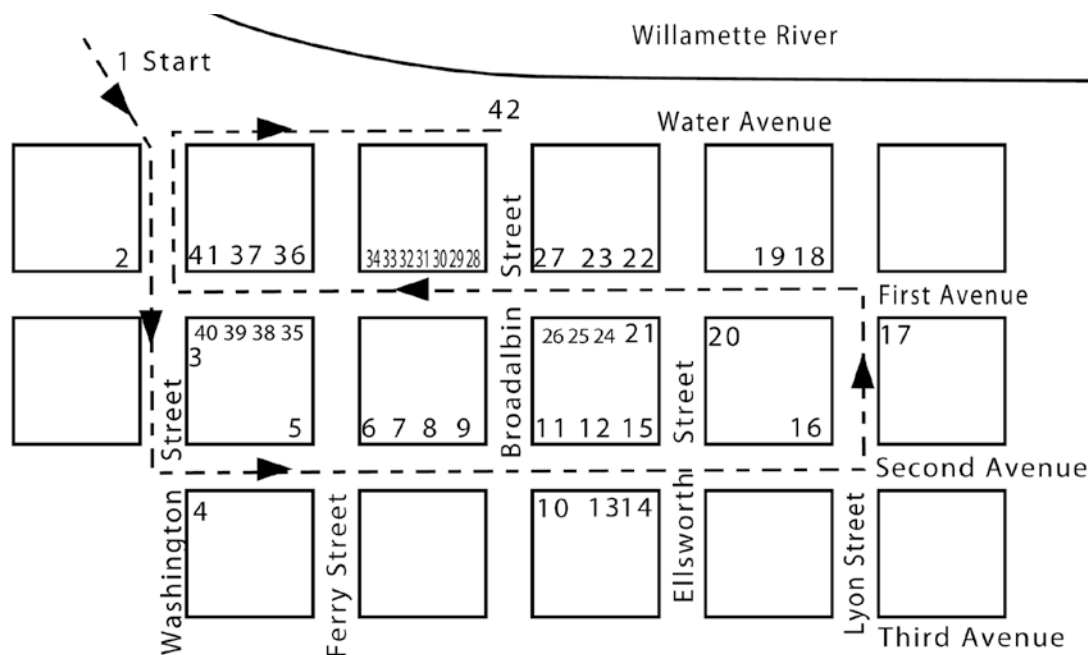 Willamette River
1 Start
42
Water Avenue
2
41 37 36
34 33 32 31 30 29 28
Street
27 23 22
19 18
First Avenue
40 39 38 35
3
5
Street
6 7 8 9
Broadalbin
26 25 24 21
11 12 15
Street
20
16
17
Second Avenue
Washington
4
Ferry Street
10 13 14
Ellsworth
Lyon Street
Third Avenue